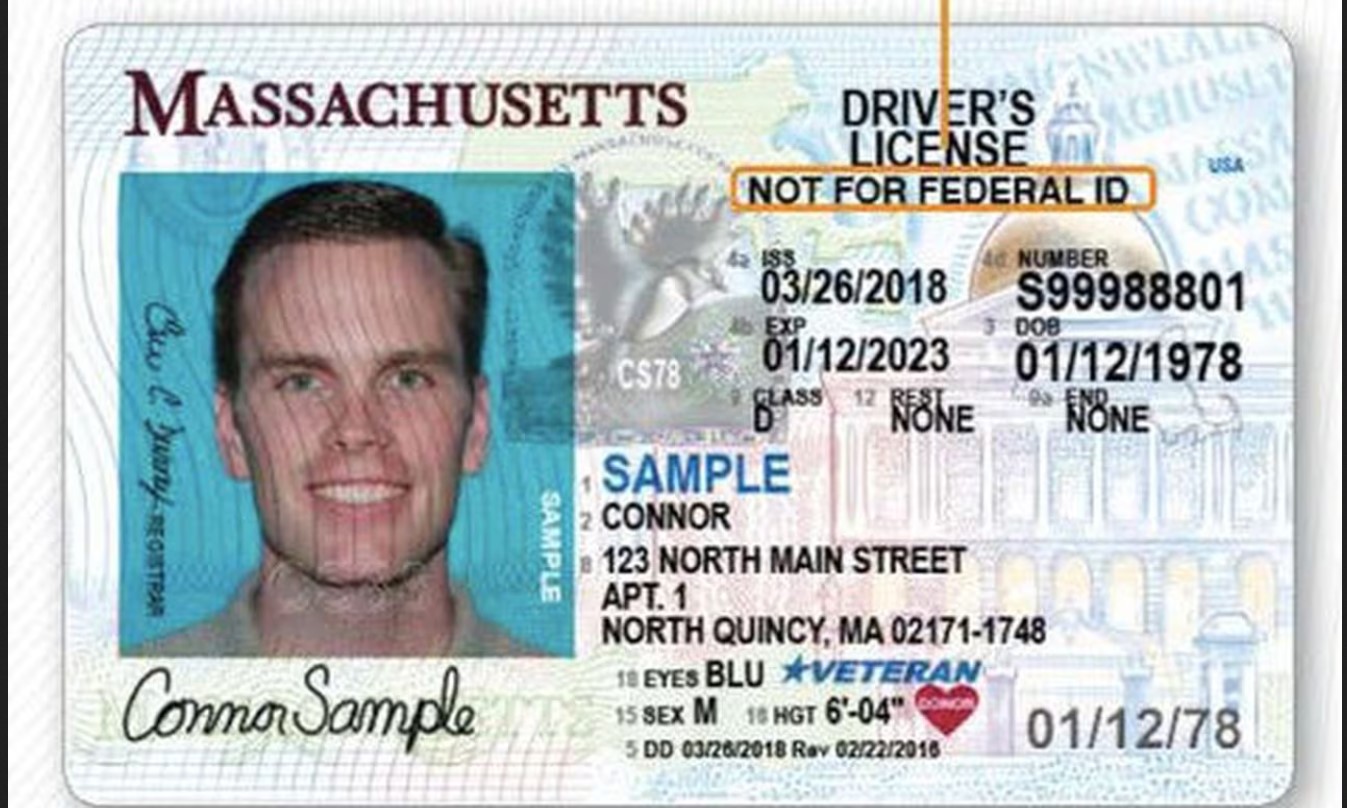 MASSACHUSETTS
DRIVER'S
LICENSE
NOT FOR FEDERAL ID
USA
4a ISS
03/26/2018
4d NUMBER
S99988801
4b EXP
01/12/2023
3 DOB
01/12/1978
9 CLASS
D
12 REST
NONE
9a END
NONE
CS78
1 SAMPLE
2 CONNOR
8 123 NORTH MAIN STREET
APT. 1
NORTH QUINCY, MA 02171-1748
18 EYES BLU ★VETERAN
15 SEX M 16 HGT 6'-04" DONOR
5 DD 03/26/2018 Rev 02/22/2016
01/12/78
REGISTRAR
SAMPLE
Connor Sample